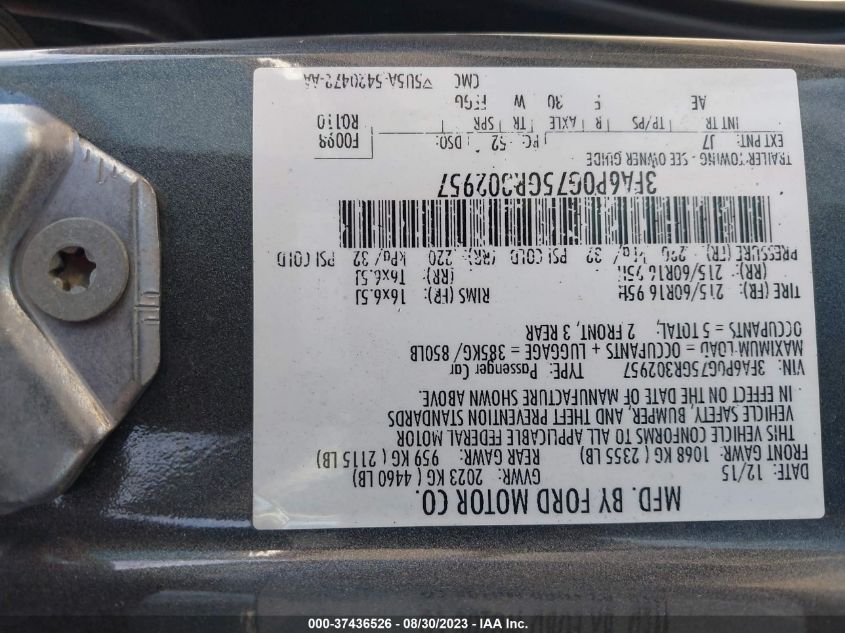 MFD. BY FORD MOTOR CO.
DATE: 12/15 GVWR: 2023 KG ( 4460 LB)
FRONT GAWR: 1068 KG ( 2355 LB) REAR GAWR: 959 KG ( 2115 LB)
THIS VEHICLE CONFORMS TO ALL APPLICABLE FEDERAL MOTOR
VEHICLE SAFETY, BUMPER, AND THEFT PREVENTION STANDARDS
IN EFFECT ON THE DATE OF MANUFACTURE SHOWN ABOVE.
VIN: 3FA6P0G75GR302957 TYPE: Passenger Car
MAXIMUM LOAD = OCCUPANTS + LUGGAGE = 385KG/ 850LB
OCCUPANTS = 5 TOTAL; 2 FRONT, 3 REAR
TIRE (FR) 215/60R16 95H RIMS (FR) 16x6.5J
(RR): 215/60R16 95H (RR): 16x6.5J
PRESSURE (FR) 220 kPa/ 32 PSI COLD (RR): 220 kPa/ 32 PSI COLD
3FA6P0G75GR302957
TRAILER TOWING - SEE OWNER GUIDE
EXT PNT: J7 RC: 52 DSO: F0098
INT TR TP/PS R AXLE TR SPR R0110
AE F 30 W FFGG
CMC 5U5A-5420472-AA
000-37436526 - 08/30/2023 - IAA Inc.